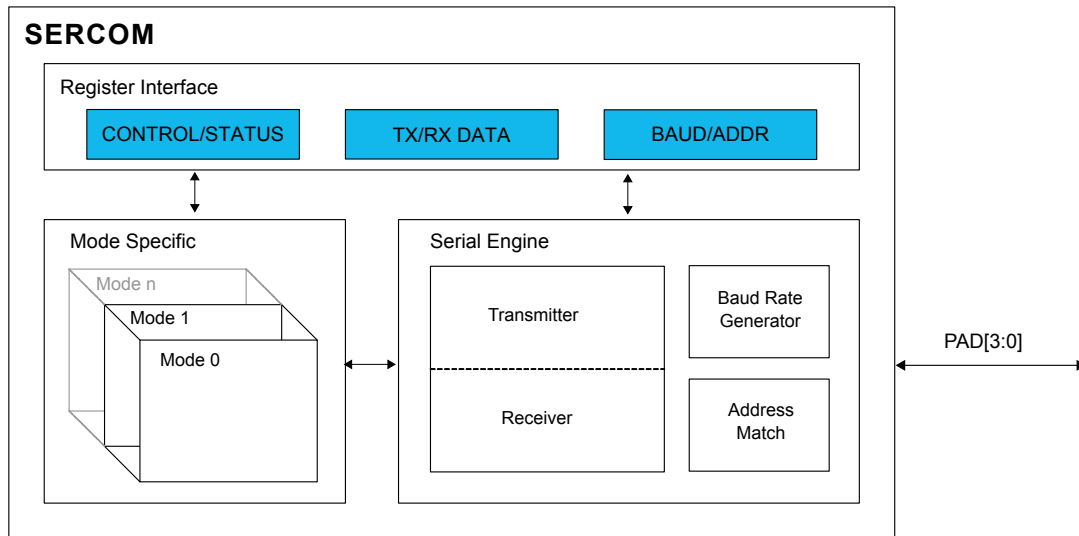 SERCOM
Register Interface
CONTROL/STATUS
TX/RX DATA
BAUD/ADDR
Mode Specific
Mode n
Mode 1
Mode 0
Serial Engine
Transmitter
Receiver
Baud Rate
Generator
Address
Match
PAD[3:0]